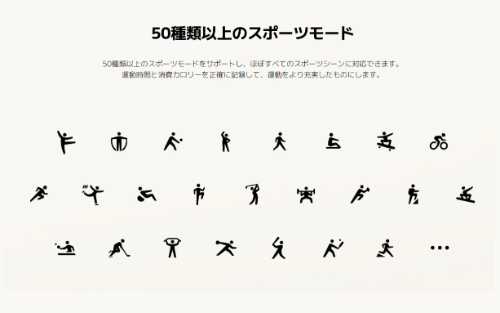 50種類以上のスポーツモード
50種類以上のスポーツモードをサポートし、ほぼすべてのスポーツシーンに対応できます。
運動時間と消費カロリーを正確に記録して、運動をより充実したものにします。